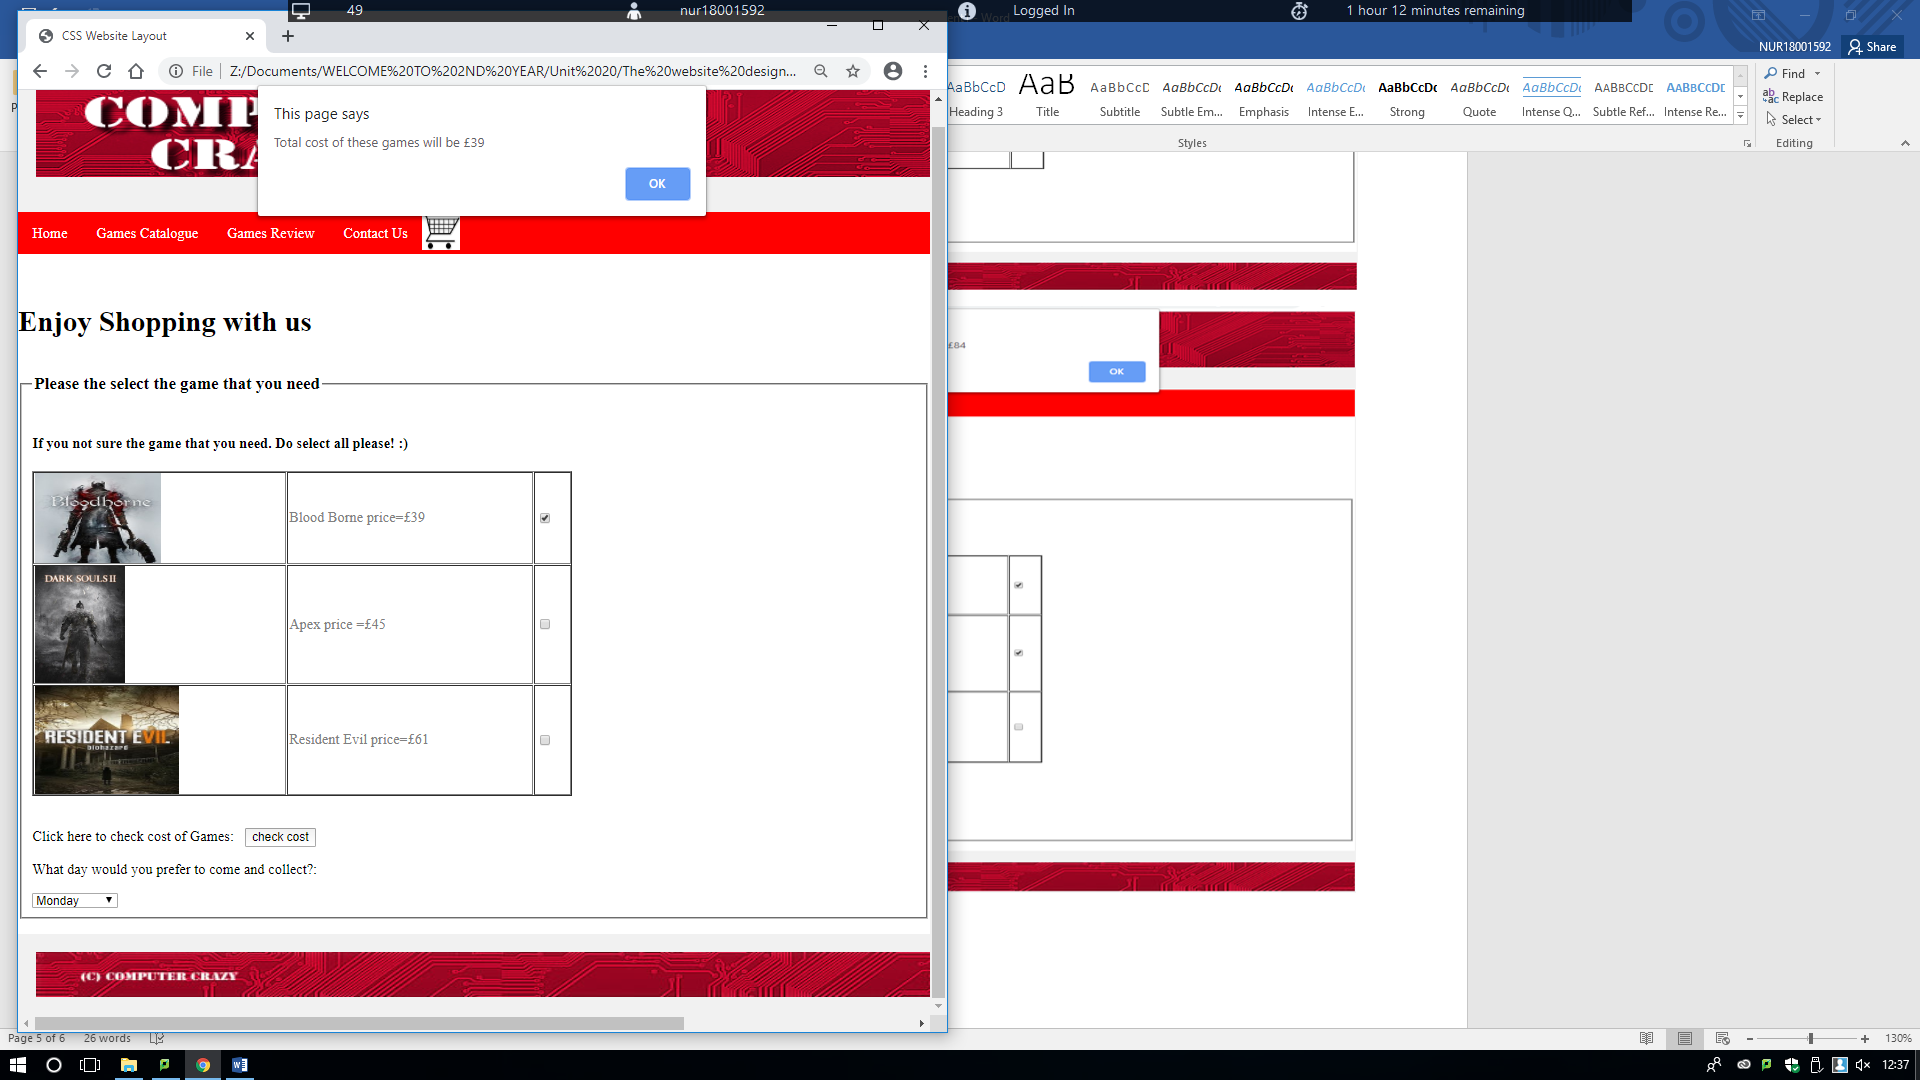 49
nur18001592
Logged In
1 hour 12 minutes remaining
CSS Website Layout
NUR18001592
Share
File
Z:/Documents/WELCOME%20TO%202ND%20YEAR/Unit%2020/The%20website%20design...
AaBbCcD AaB AaBbCcD AaBbCcDc AaBbCcDc AaBbCcDc AaBbCcDc AaBbCcDc AaBbCcDc AABBCCDE AABBCCDE
Heading 3 Title Subtitle Subtle Em... Emphasis Intense E... Strong Quote Intense Q... Subtle Ref... Intense Re...
Styles
Find
Replace
Select
Editing
COMP
CRA
This page says
Total cost of these games will be £39
OK
Home Games Catalogue Games Review Contact Us
Enjoy Shopping with us
Please the select the game that you need
If you not sure the game that you need. Do select all please! :)
Bloodborne
Blood Borne price=£39
DARK SOULS II
Apex price =£45
RESIDENT EVIL
biohazard
Resident Evil price=£61
Click here to check cost of Games:
check cost
What day would you prefer to come and collect?:
Monday
(C) COMPUTER CRAZY
£84
OK
Page 5 of 6 26 words
130%
12:37